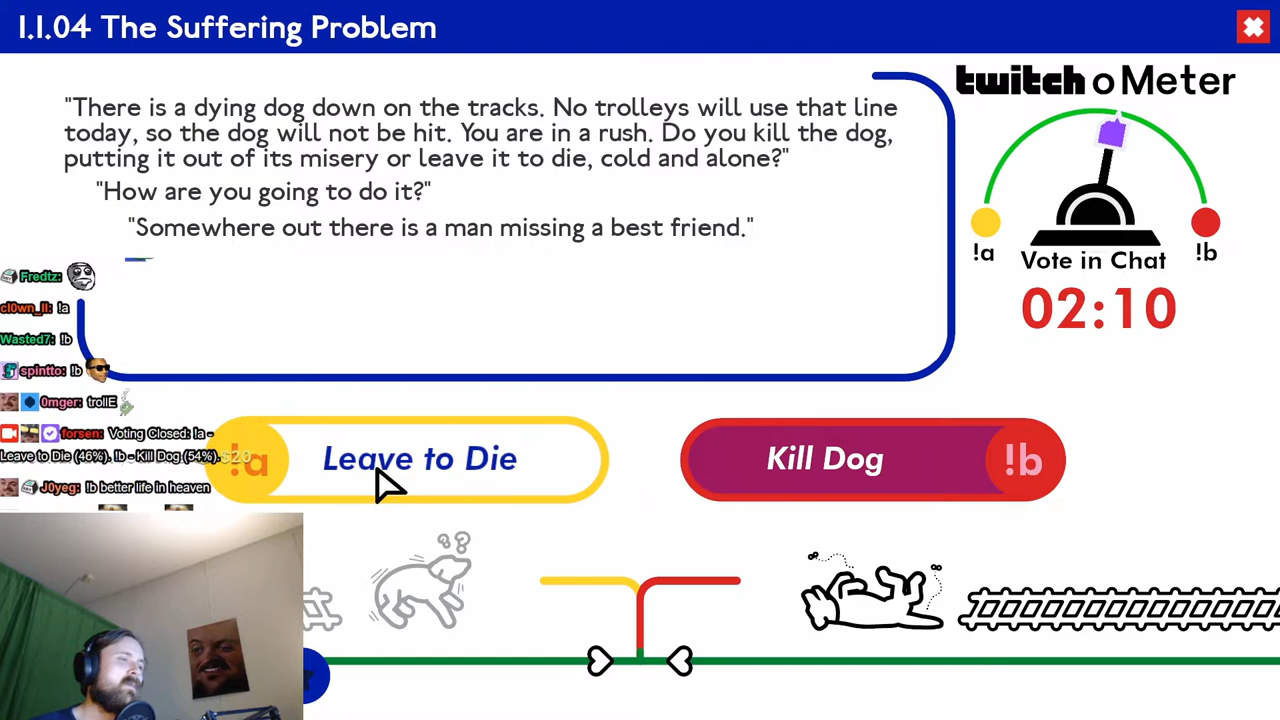 1.1.04 The Suffering Problem
"There is a dying dog down on the tracks. No trolleys will use that line
today, so the dog will not be hit. You are in a rush. Do you kill the dog,
putting it out of its misery or leave it to die, cold and alone?"
"How are you going to do it?"
"Somewhere out there is a man missing a best friend."
twitch o Meter
!a
!b
Vote in Chat
02:10
Fredtz:
cl0wn_ll: !a
Wasted7: !b
spintto: !b
0mger: trollE
forsen: Voting Closed: !a -
Leave to Die (46%). !b - Kill Dog (54%). $20
J0yeg: !b better life in heaven
!a
Leave to Die
Kill Dog
!b
??